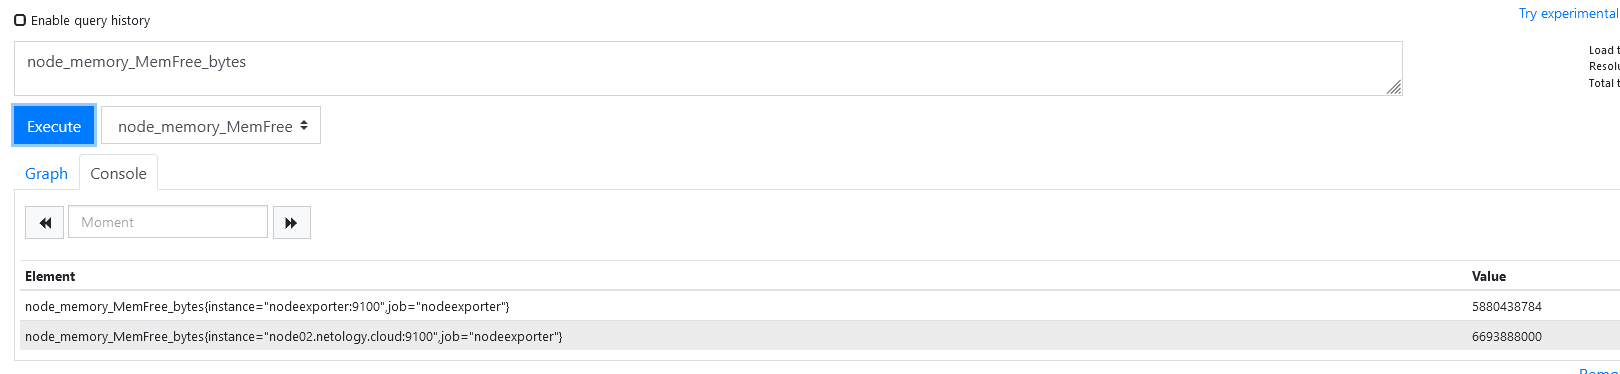 Enable query history
Try experimental
node_memory_MemFree_bytes
Load t
Resolu
Total t
Execute
node_memory_MemFree
Graph
Console
Moment
Element Value
node_memory_MemFree_bytes{instance="nodeexporter:9100",job="nodeexporter"} 5880438784
node_memory_MemFree_bytes{instance="node02.netology.cloud:9100",job="nodeexporter"} 6693888000